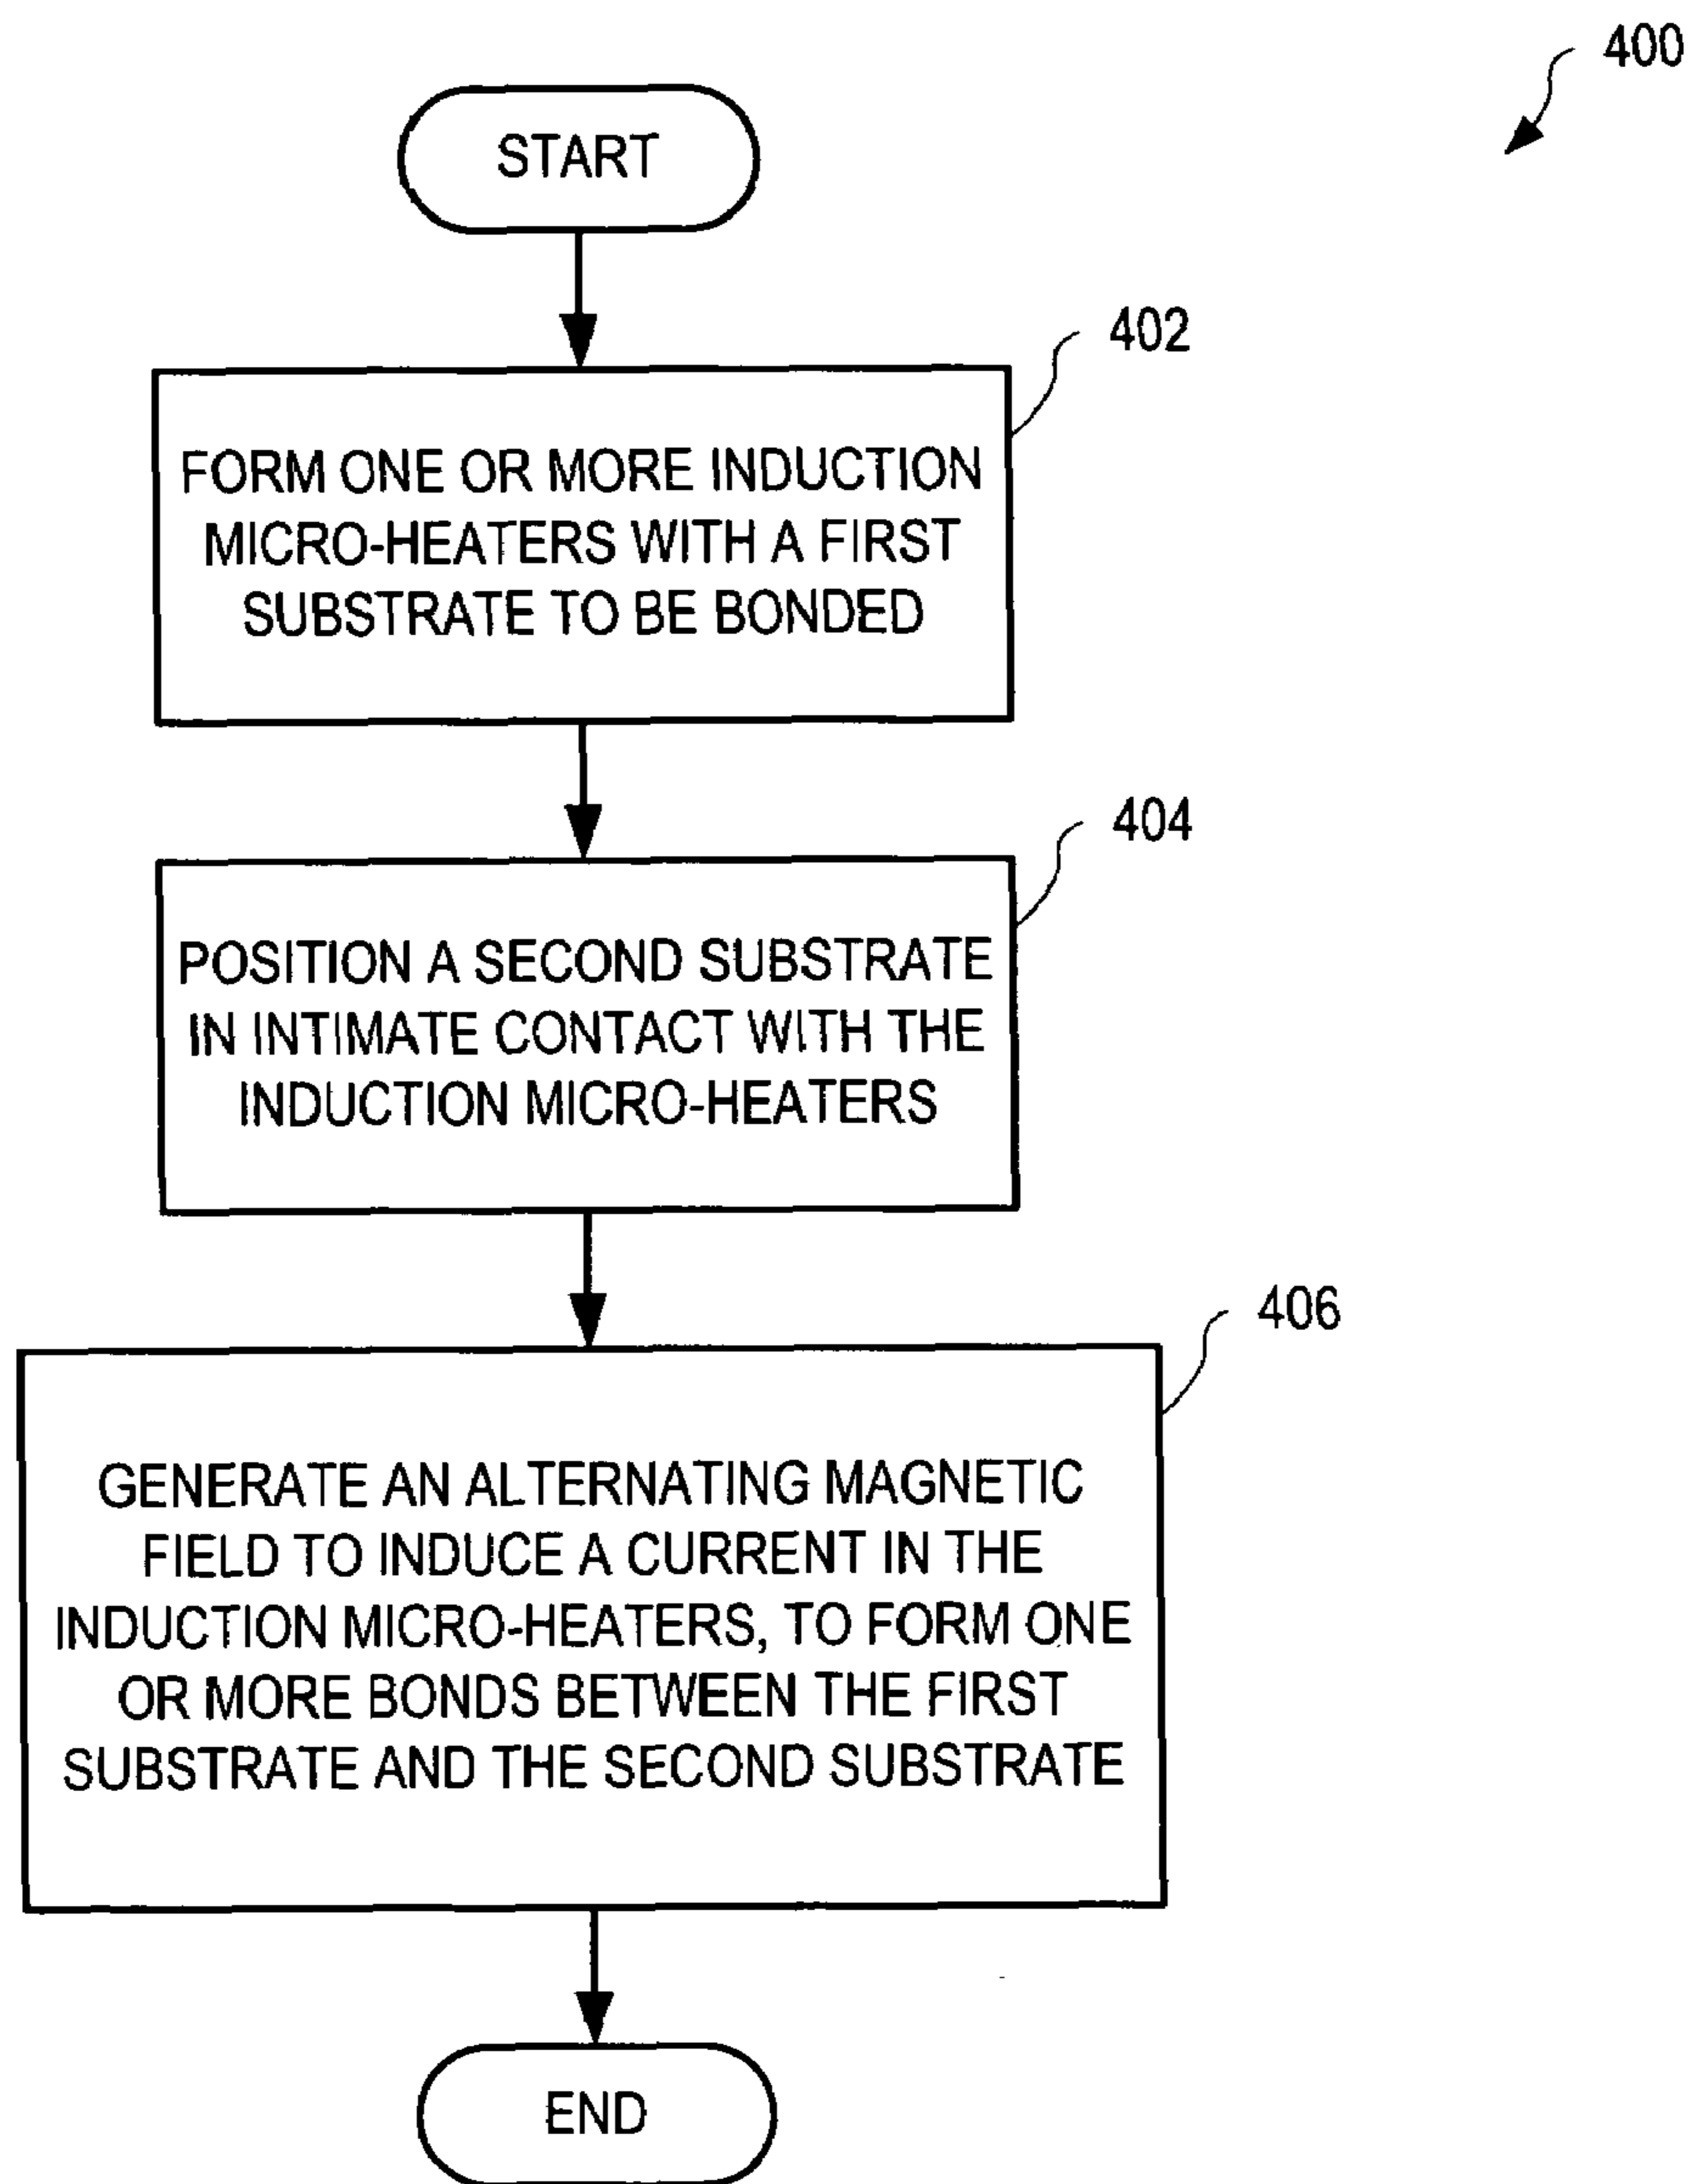 400
START
402
FORM ONE OR MORE INDUCTION
MICRO-HEATERS WITH A FIRST
SUBSTRATE TO BE BONDED
404
POSITION A SECOND SUBSTRATE
IN INTIMATE CONTACT WITH THE
INDUCTION MICRO-HEATERS
406
GENERATE AN ALTERNATING MAGNETIC
FIELD TO INDUCE A CURRENT IN THE
INDUCTION MICRO-HEATERS, TO FORM ONE
OR MORE BONDS BETWEEN THE FIRST
SUBSTRATE AND THE SECOND SUBSTRATE
END